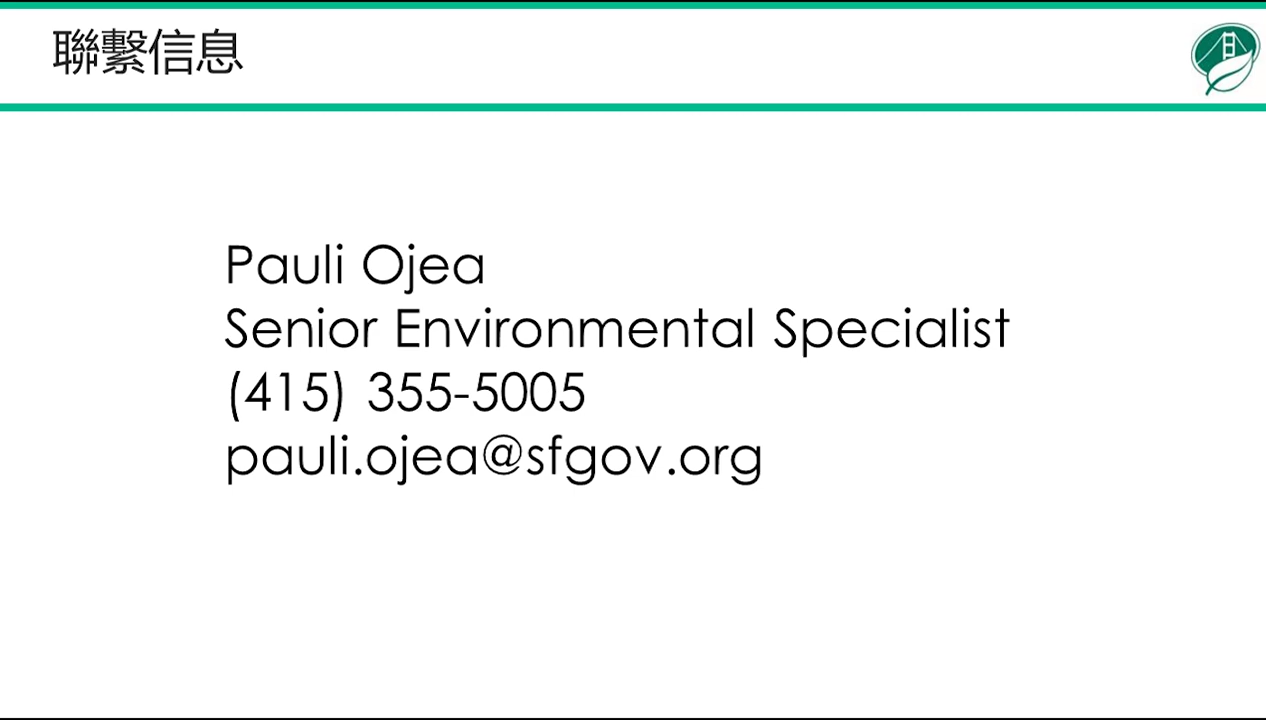 聯繫信息
Pauli Ojea
Senior Environmental Specialist
(415) 355-5005
pauli.ojea@sfgov.org